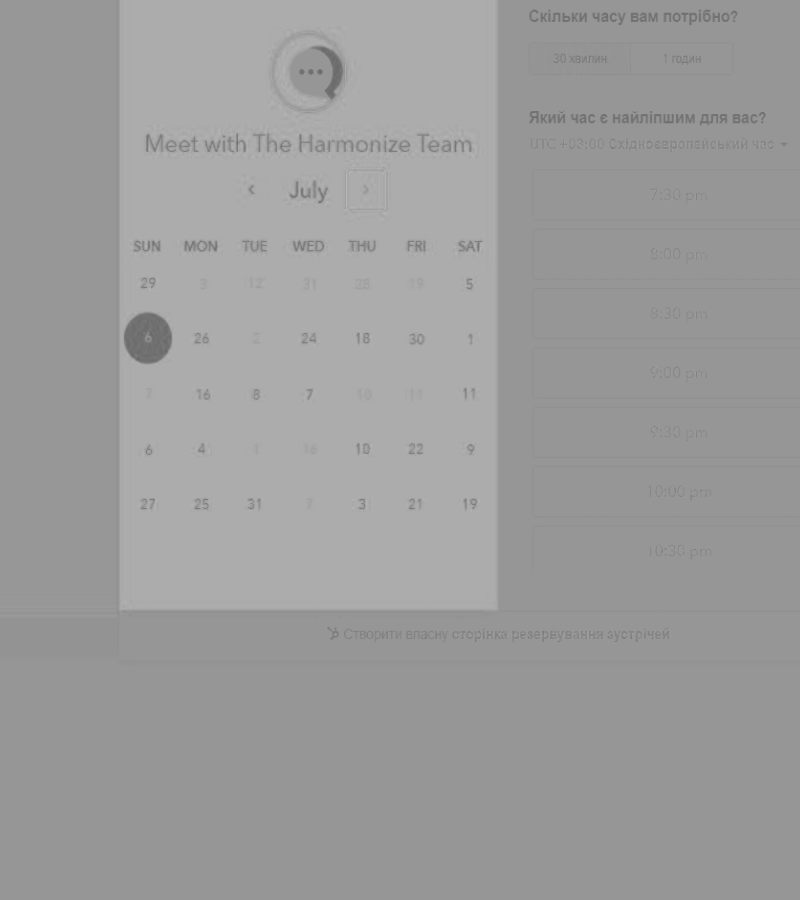 Скільки часу вам потрібно?
30 хвилин 1 годин
Meet with The Harmonize Team
July
SUN MON TUE WED THU FRI SAT
29 3 12 31 28 19 5
6 26 2 24 18 30 1
7 16 8 7 10 11 11
6 4 4 16 10 22 9
27 25 31 7 3 21 19
Який час є найліпшим для вас?
UTC +03:00 Східноєвропейський час
7:30 pm
8:00 pm
8:30 pm
9:00 pm
9:30 pm
10:00 pm
10:30 pm
Створити власну сторінка резервування зустрічей